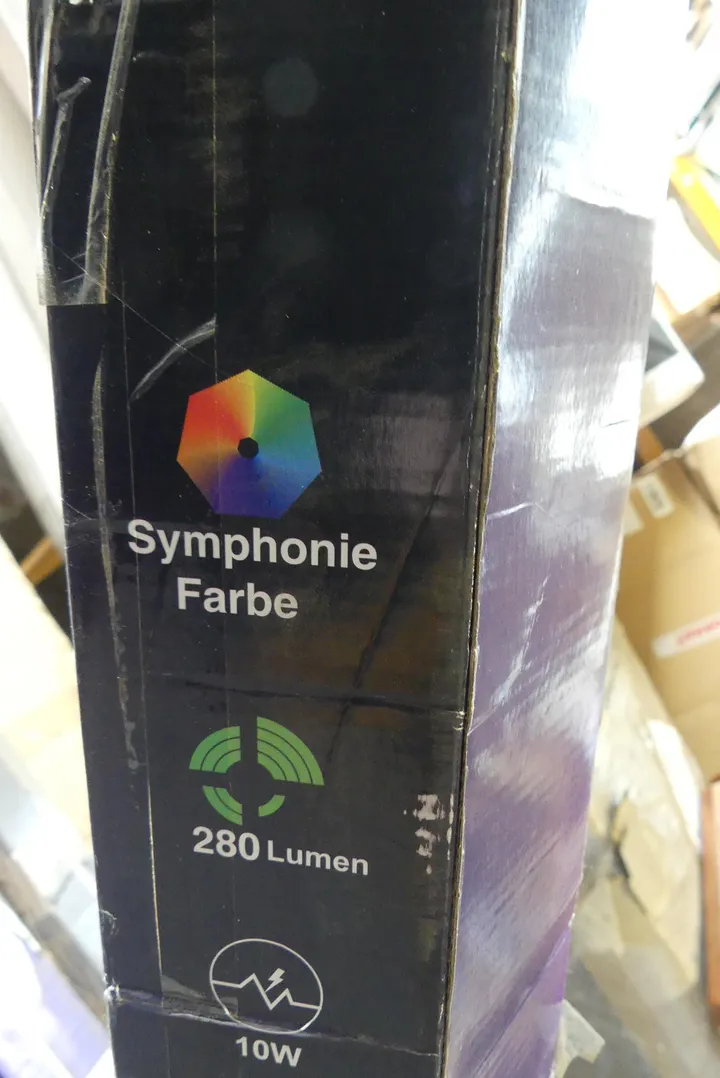 Symphonie
Farbe
280 Lumen
10W